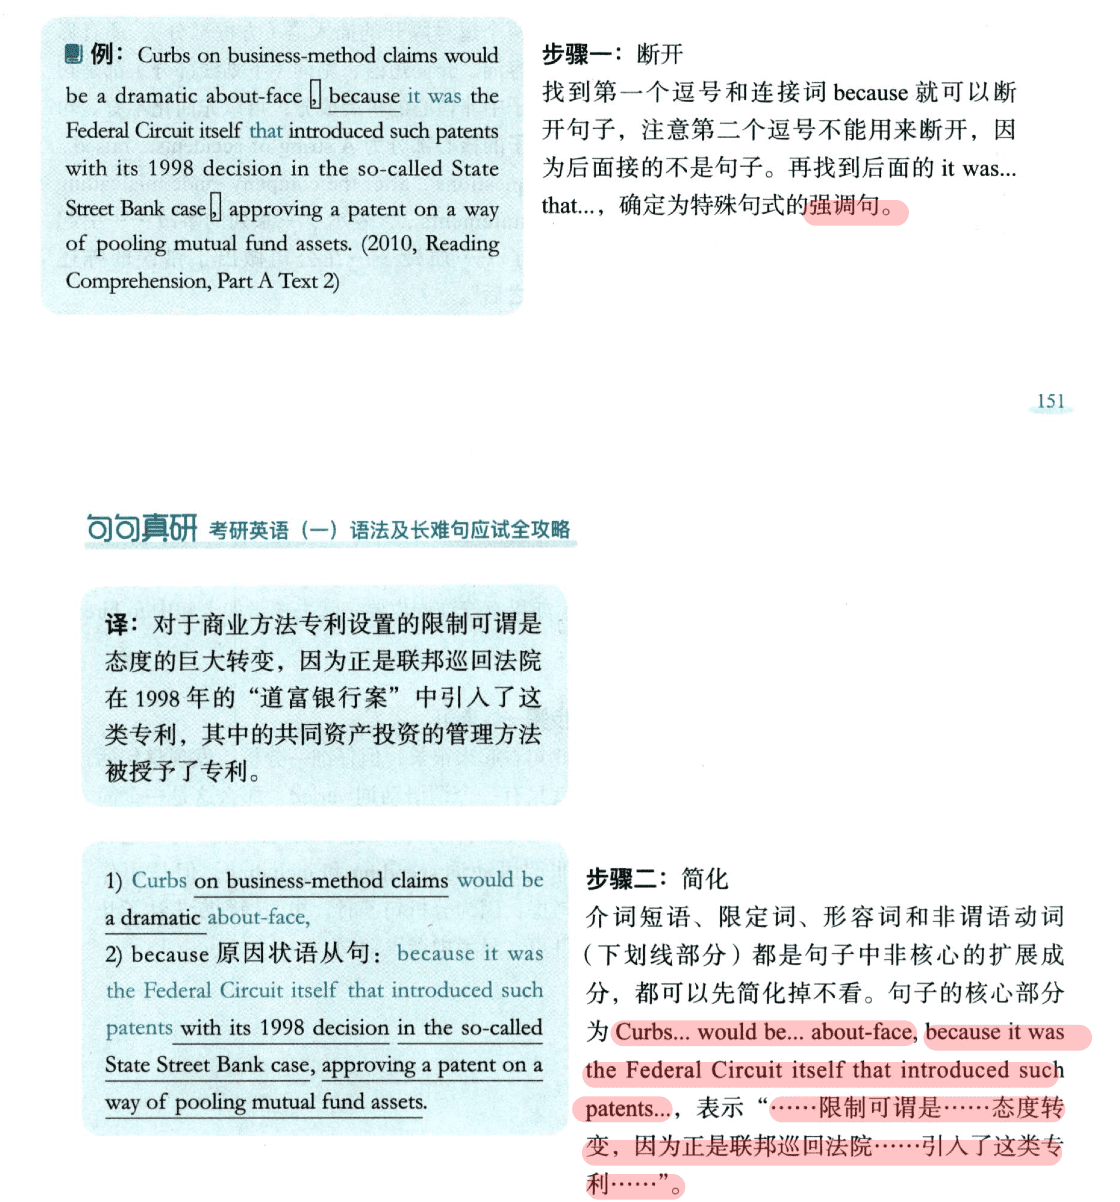 例：Curbs on business-method claims would
be a dramatic about-face, because it was the
Federal Circuit itself that introduced such patents
with its 1998 decision in the so-called State
Street Bank case, approving a patent on a way
of pooling mutual fund assets. (2010, Reading
Comprehension, Part A Text 2)
步骤一：断开
找到第一个逗号和连接词 because 就可以断
开句子，注意第二个逗号不能用来断开，因
为后面接的不是句子。再找到后面的 it was...
that...，确定为特殊句式的强调句。
151
句句真研 考研英语（一）语法及长难句应试全攻略
译：对于商业方法专利设置的限制可谓是
态度的巨大转变，因为正是联邦巡回法院
在 1998 年的“道富银行案”中引入了这
类专利，其中的共同资产投资的管理方法
被授予了专利。
1) Curbs on business-method claims would be
a dramatic about-face,
2) because 原因状语从句：because it was
the Federal Circuit itself that introduced such
patents with its 1998 decision in the so-called
State Street Bank case, approving a patent on a
way of pooling mutual fund assets.
步骤二：简化
介词短语、限定词、形容词和非谓语动词
（下划线部分）都是句子中非核心的扩展成
分，都可以先简化掉不看。句子的核心部分
为 Curbs... would be... about-face, because it was
the Federal Circuit itself that introduced such
patents...，表示“……限制可谓是……态度转
变，因为正是联邦巡回法院……引入了这类专
利……”。